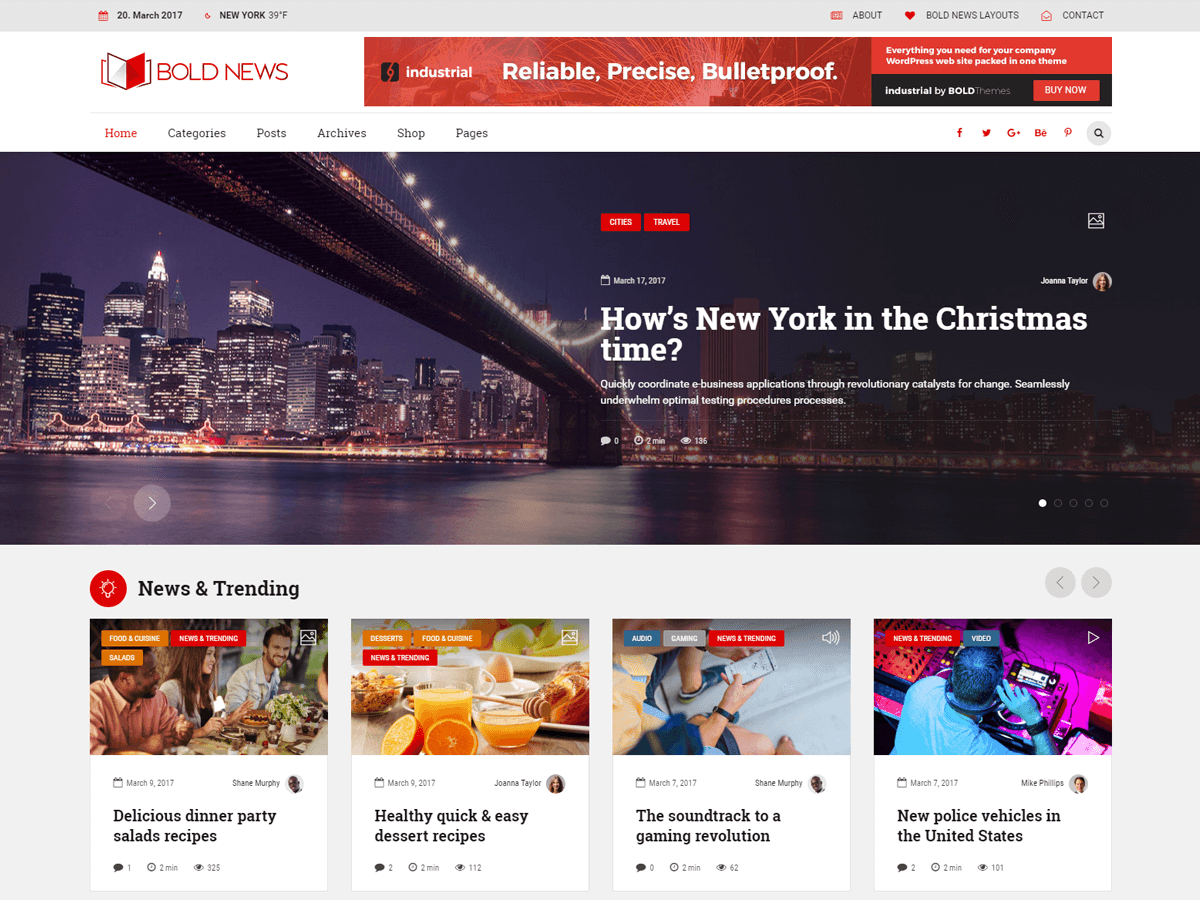 20. March 2017 NEW YORK 39°F ABOUT BOLD NEWS LAYOUTS CONTACT
BOLD NEWS
industrial Reliable, Precise, Bulletproof.
Everything you need for your company
WordPress web site packed in one theme
industrial by BOLDThemes BUY NOW
Home Categories Posts Archives Shop Pages f G+ Bē
CITIES TRAVEL
March 17, 2017 Joanna Taylor
How's New York in the Christmas
time?
Quickly coordinate e-business applications through revolutionary catalysts for change. Seamlessly
underwhelm optimal testing procedures processes.
0 2 min 136
News & Trending
FOOD & CUISINE NEWS & TRENDING
SALADS
March 9, 2017 Shane Murphy
Delicious dinner party
salads recipes
1 2 min 325
DESSERTS FOOD & CUISINE
NEWS & TRENDING
March 9, 2017 Joanna Taylor
Healthy quick & easy
dessert recipes
2 2 min 112
AUDIO GAMING NEWS & TRENDING
March 7, 2017 Shane Murphy
The soundtrack to a
gaming revolution
0 2 min 62
NEWS & TRENDING VIDEO
March 7, 2017 Mike Phillips
New police vehicles in
the United States
2 2 min 101